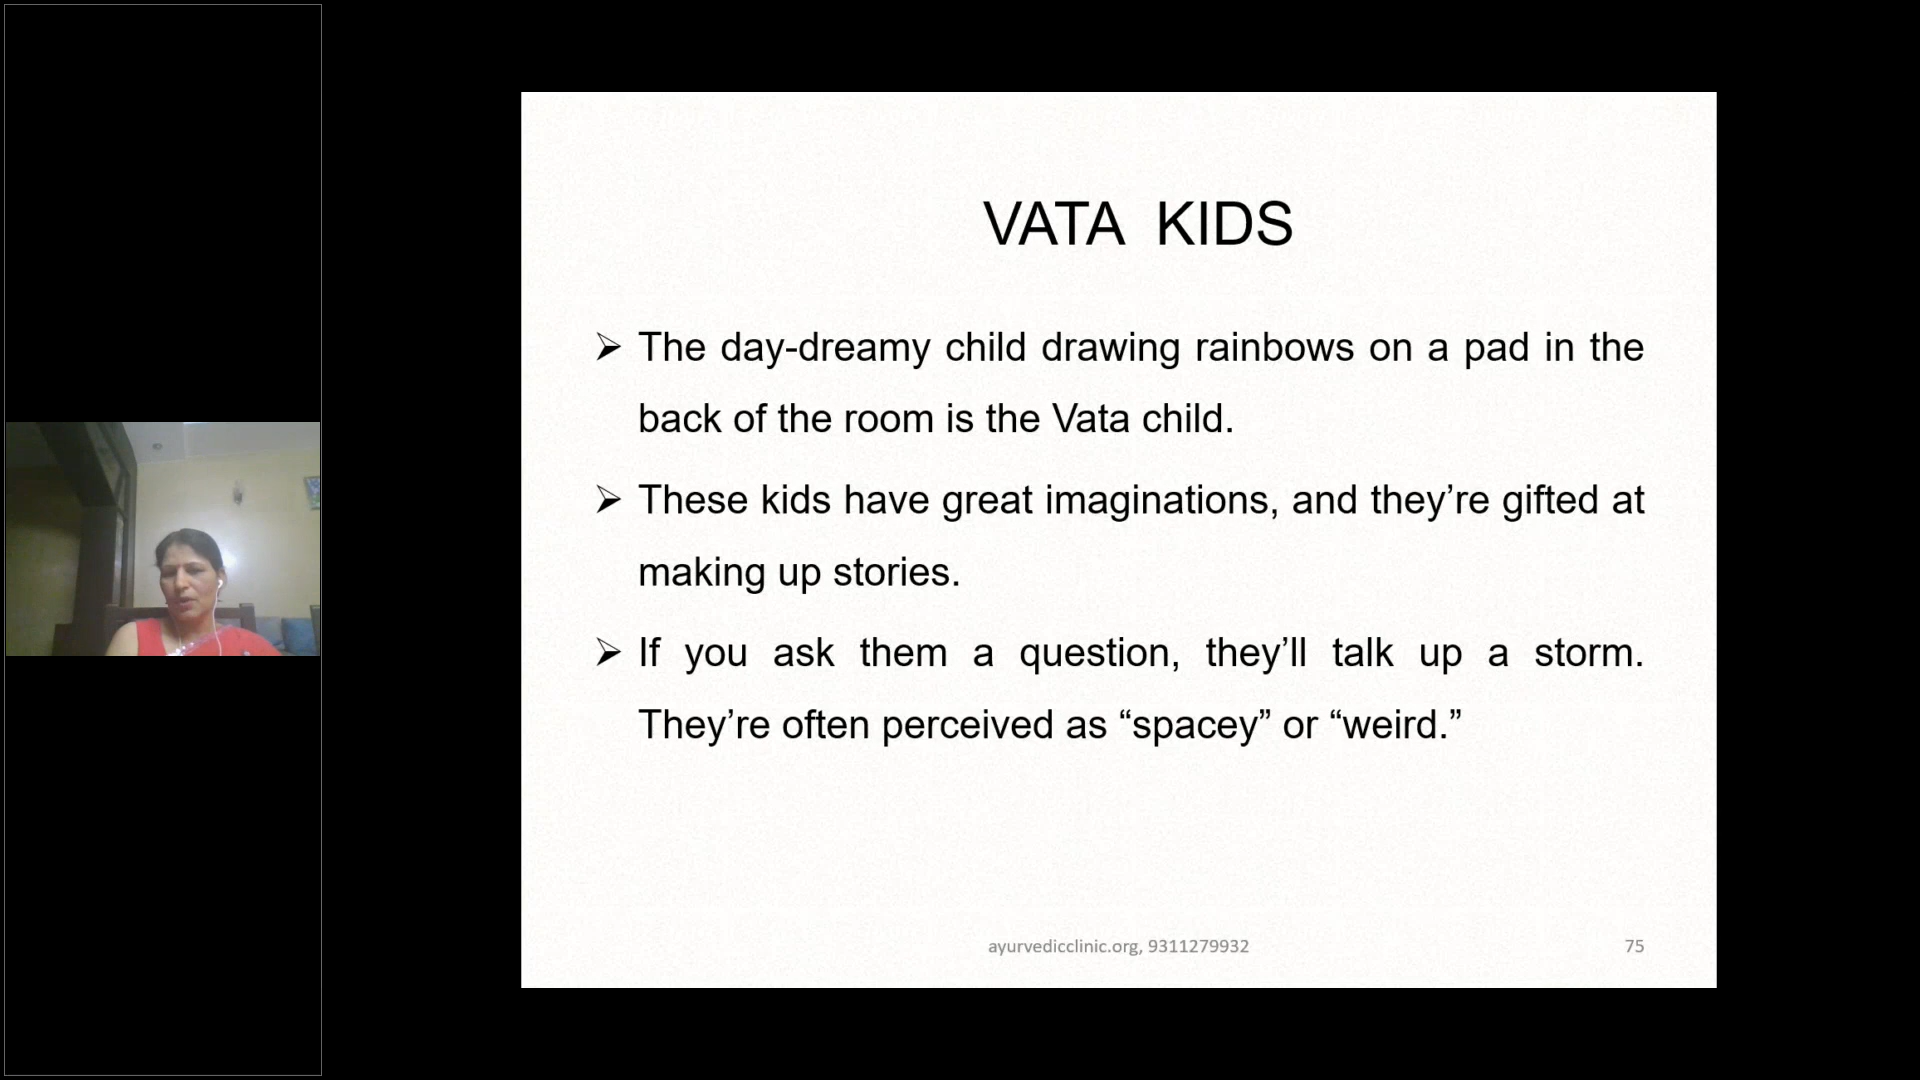 VATA KIDS
➢ The day-dreamy child drawing rainbows on a pad in the
back of the room is the Vata child.
➢ These kids have great imaginations, and they’re gifted at
making up stories.
➢ If you ask them a question, they’ll talk up a storm.
They’re often perceived as “spacey” or “weird.”
ayurvedicclinic.org, 9311279932
75